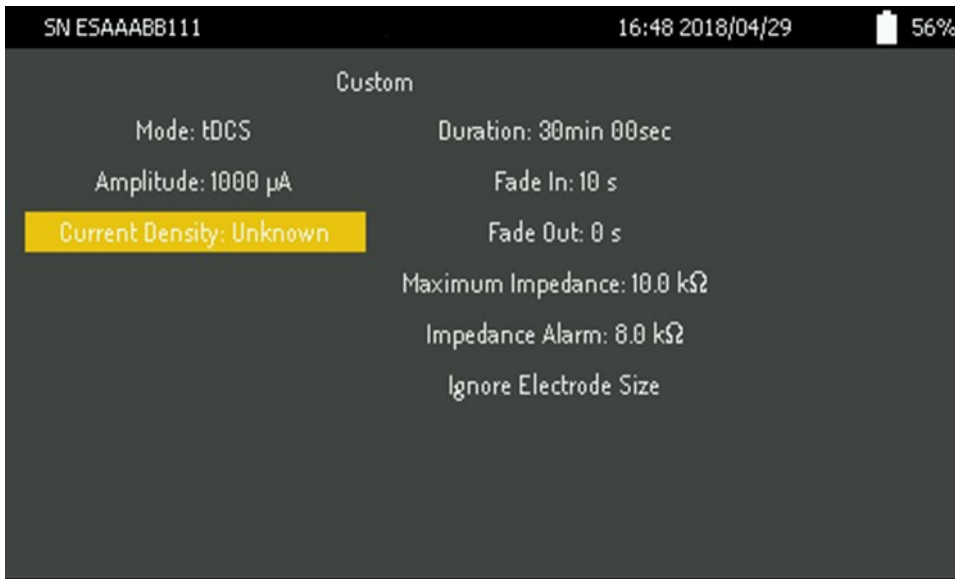 SN ESAAABB111 16:48 2018/04/29 56%
Custom
Mode: tDCS
Amplitude: 1000 µA
Current Density: Unknown
Duration: 30min 00sec
Fade In: 10 s
Fade Out: 0 s
Maximum Impedance: 10.0 kΩ
Impedance Alarm: 8.0 kΩ
Ignore Electrode Size